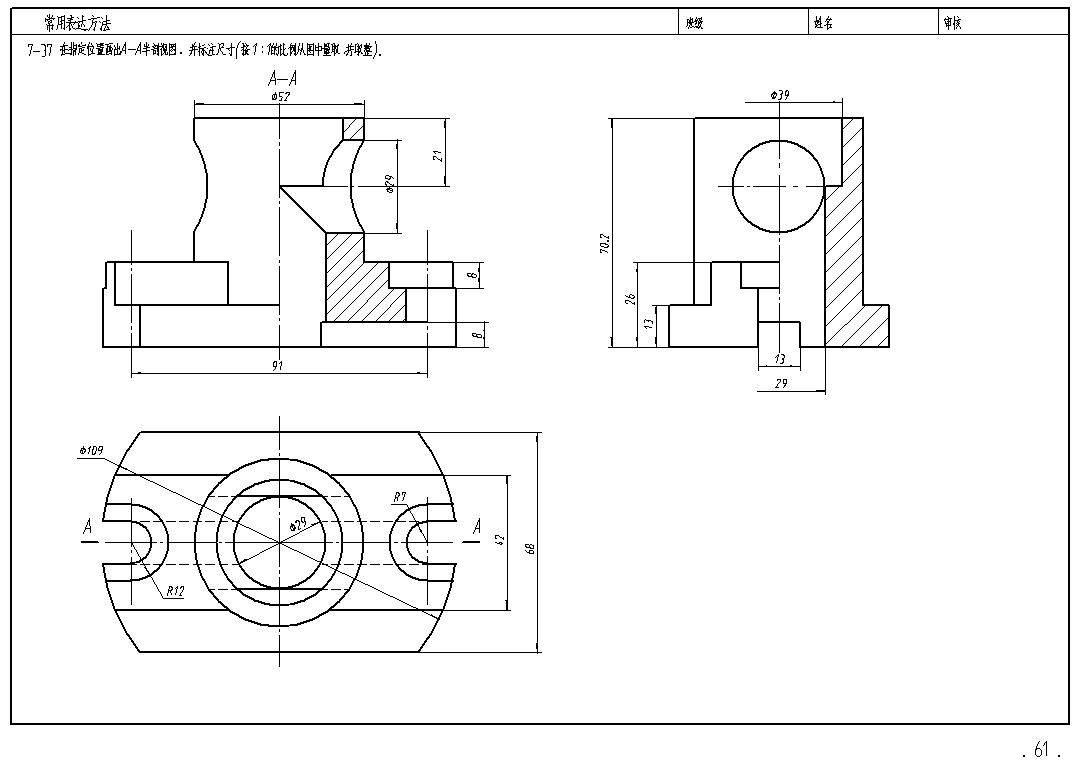 常用表达方法 班级 姓名 审核
7-37 在指定位置画出A-A半剖视图，并标注尺寸(按1:1的比例从图中量取，并取整)。
A-A
Φ52
21
Φ29
8
8
91
Φ39
70.2
26
13
13
29
Φ109
R7
A
A
Φ29
R12
42
68
. 61 .